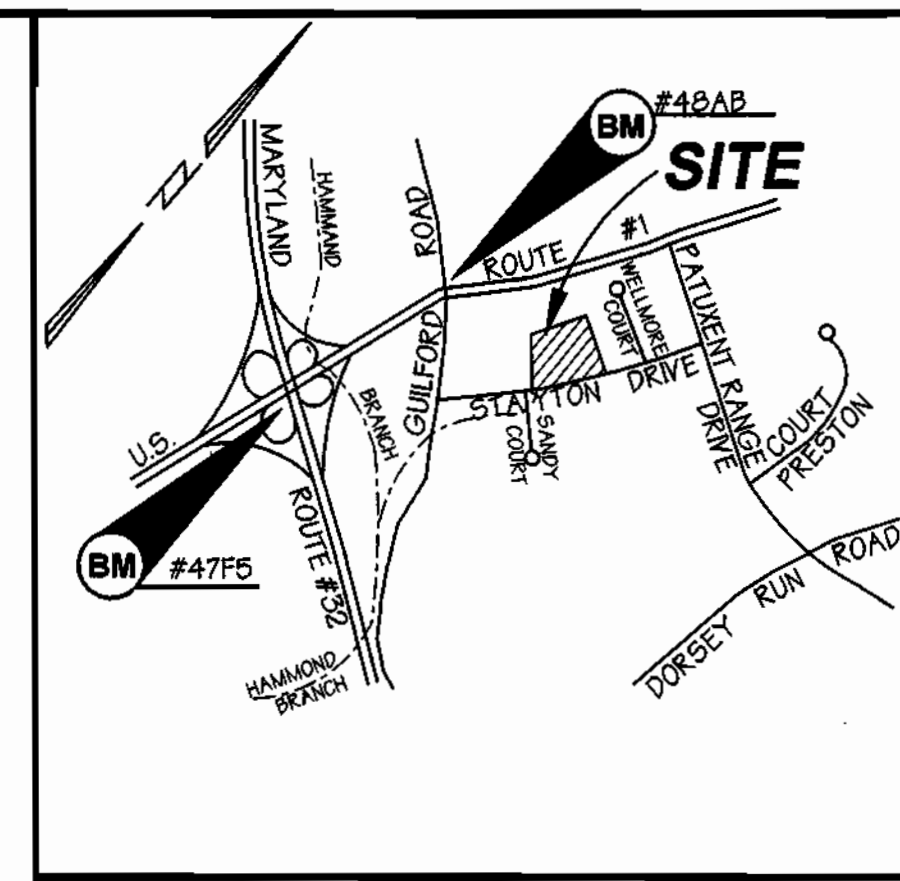 BM
#48AB
SITE
MARYLAND
HAMMAND
ROAD
ROUTE
#1
WELLMORE
COURT
PATUXENT RANGE
DRIVE
GUILFORD
BRANCH
STAYTON
DRIVE
SANDY
COURT
COURT
PRESTON
U.S.
BM
#47F5
ROUTE #32
HAMMOND
BRANCH
DORSEY
RUN
ROAD